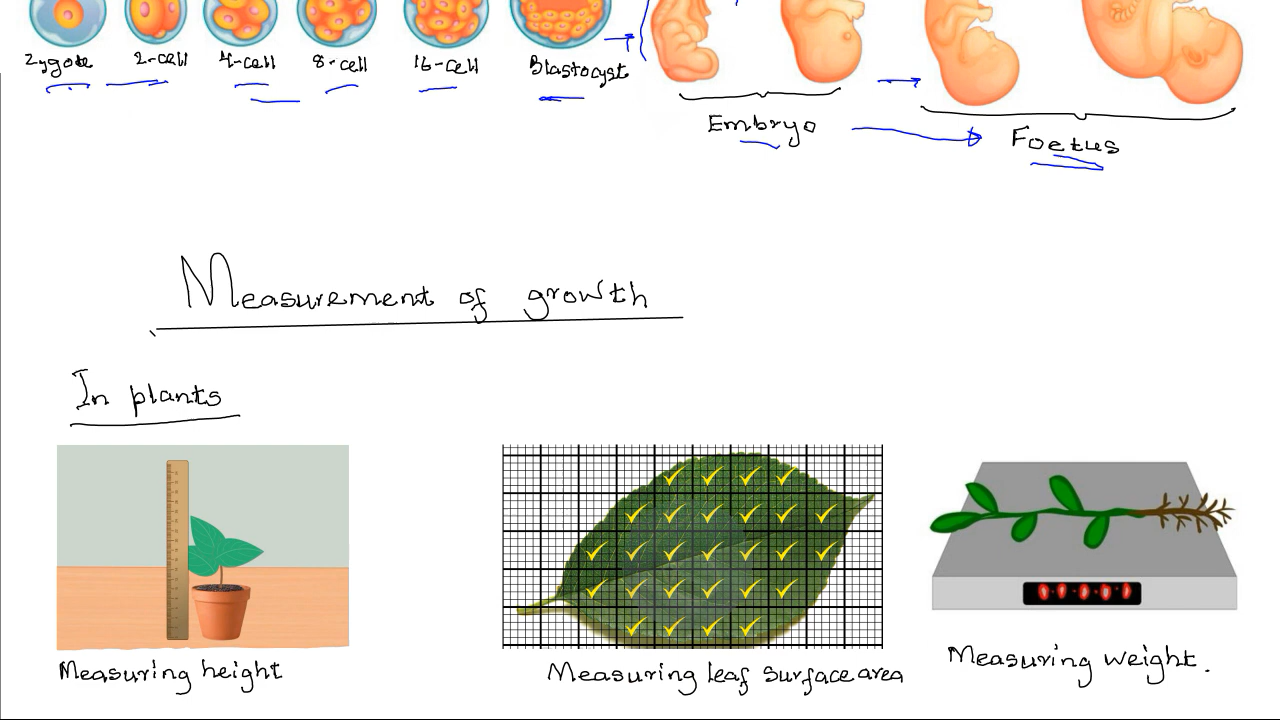 Zygote 2-cell 4-cell 8-cell 16-cell Blastocyst
Embryo Foetus
Measurement of growth
In plants
Measuring height Measuring leaf surface area Measuring weight.